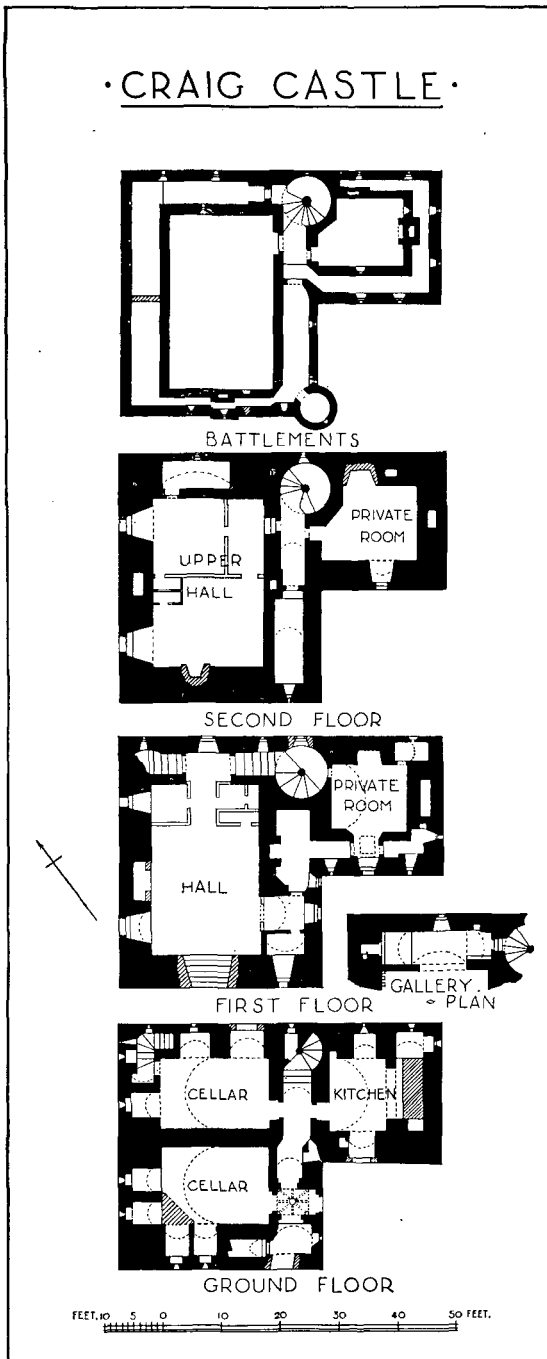 · CRAIG CASTLE ·
BATTLEMENTS
PRIVATE
ROOM
UPPER
HALL
SECOND FLOOR
PRIVATE
ROOM
HALL
GALLERY.
PLAN
FIRST FLOOR
CELLAR
KITCHEN
CELLAR
GROUND FLOOR
FEET. 10 5 0 10 20 30 40 50 FEET.